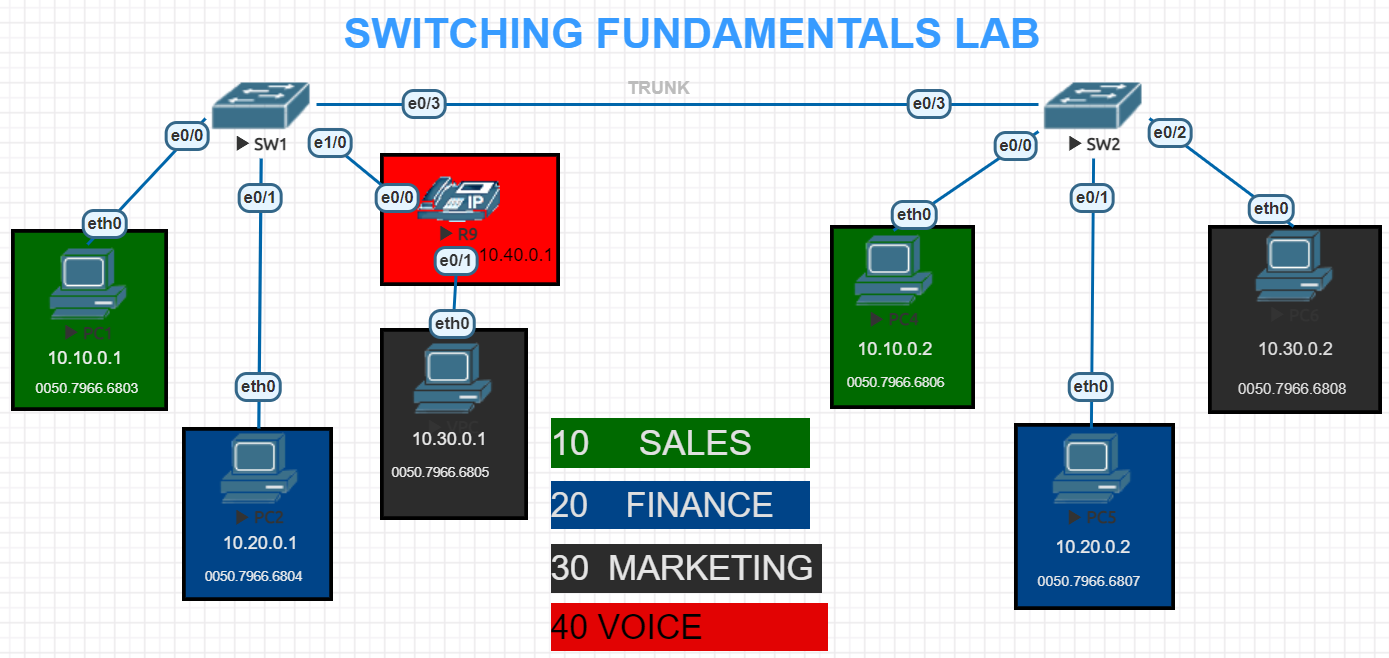 SWITCHING FUNDAMENTALS LAB
TRUNK
e0/3
e0/3
e0/0
SW1
e1/0
e0/0
SW2
e0/2
e0/1
e0/0
IP
R9
e0/1
10.40.0.1
e0/1
eth0
eth0
eth0
PC1
10.10.0.1
0050.7966.6803
eth0
PC4
10.10.0.2
0050.7966.6806
PC6
10.30.0.2
0050.7966.6808
eth0
eth0
VPC
10.30.0.1
0050.7966.6805
eth0
PC2
10.20.0.1
0050.7966.6804
PC5
10.20.0.2
0050.7966.6807
10 SALES
20 FINANCE
30 MARKETING
40 VOICE